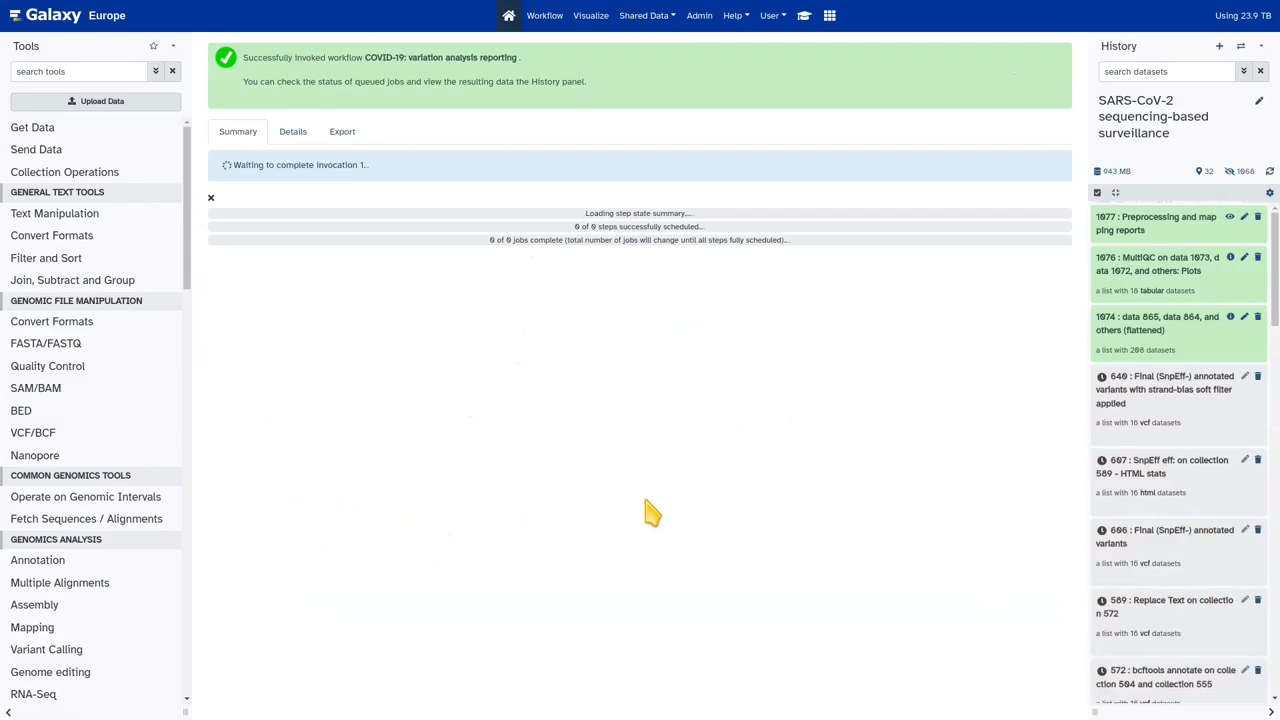 Galaxy Europe
Workflow Visualize Shared Data Admin Help User
Using 23.9 TB
Tools
search tools
Upload Data
Get Data
Send Data
Collection Operations
GENERAL TEXT TOOLS
Text Manipulation
Convert Formats
Filter and Sort
Join, Subtract and Group
GENOMIC FILE MANIPULATION
Convert Formats
FASTA/FASTQ
Quality Control
SAM/BAM
BED
VCF/BCF
Nanopore
COMMON GENOMICS TOOLS
Operate on Genomic Intervals
Fetch Sequences / Alignments
GENOMICS ANALYSIS
Annotation
Multiple Alignments
Assembly
Mapping
Variant Calling
Genome editing
RNA-Seq
Successfully invoked workflow COVID-19: variation analysis reporting .
You can check the status of queued jobs and view the resulting data the History panel.
Summary Details Export
Waiting to complete invocation 1...
Loading step state summary....
0 of 0 steps successfully scheduled...
0 of 0 jobs complete (total number of jobs will change until all steps fully scheduled)...
History
search datasets
SARS-CoV-2
sequencing-based
surveillance
943 MB 32 1068
1077 : Preprocessing and map
ping reports
1076 : MultiQC on data 1073, d
ata 1072, and others: Plots
a list with 18 tabular datasets
1074 : data 865, data 864, and
others (flattened)
a list with 208 datasets
640 : Final (SnpEff-) annotated
variants with strand-bias soft filter
applied
a list with 16 vcf datasets
607 : SnpEff eff: on collection
589 - HTML stats
a list with 16 html datasets
606 : Final (SnpEff-) annotated
variants
a list with 16 vcf datasets
589 : Replace Text on collectio
n 572
a list with 16 vcf datasets
572 : bcftools annotate on colle
ction 504 and collection 555
a list with 16 vcf datasets